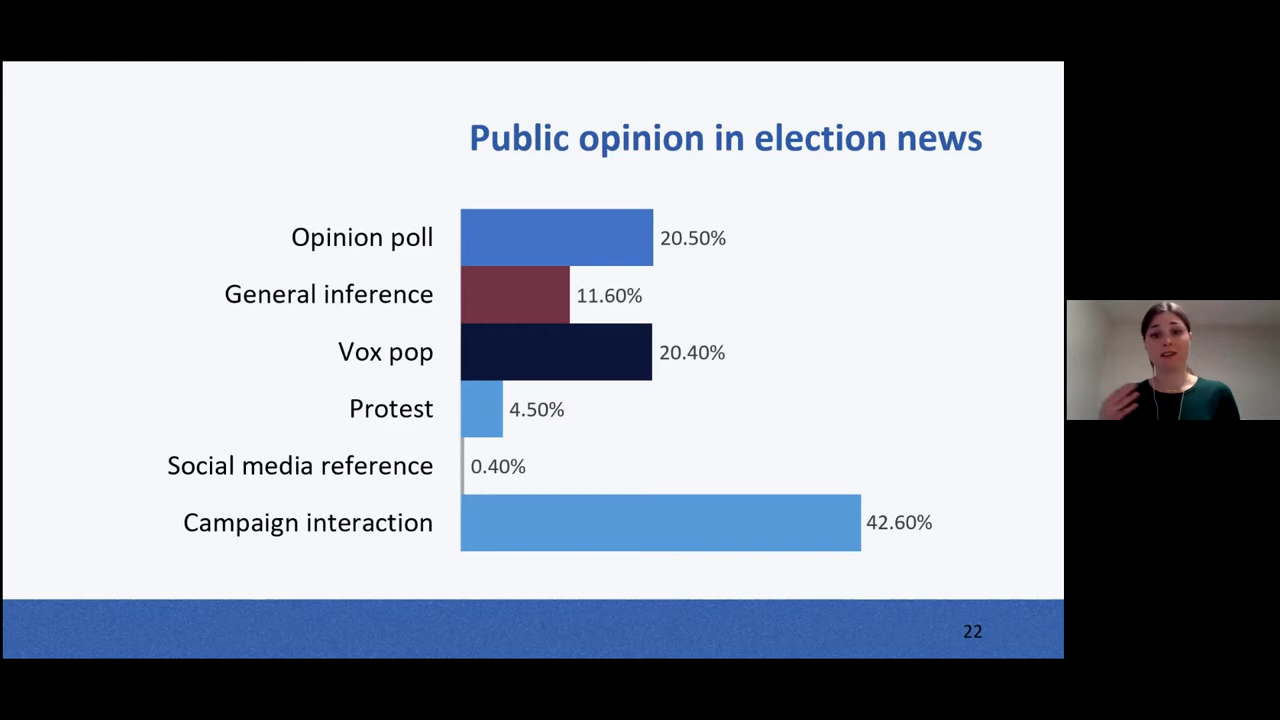 Public opinion in election news
Opinion poll 20.50%
General inference 11.60%
Vox pop 20.40%
Protest 4.50%
Social media reference 0.40%
Campaign interaction 42.60%
22